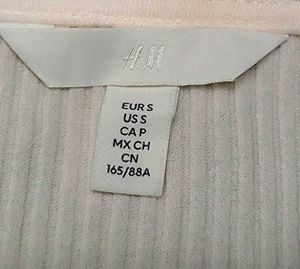 H&M
EUR S
US S
CA P
MX CH
CN
165/88A